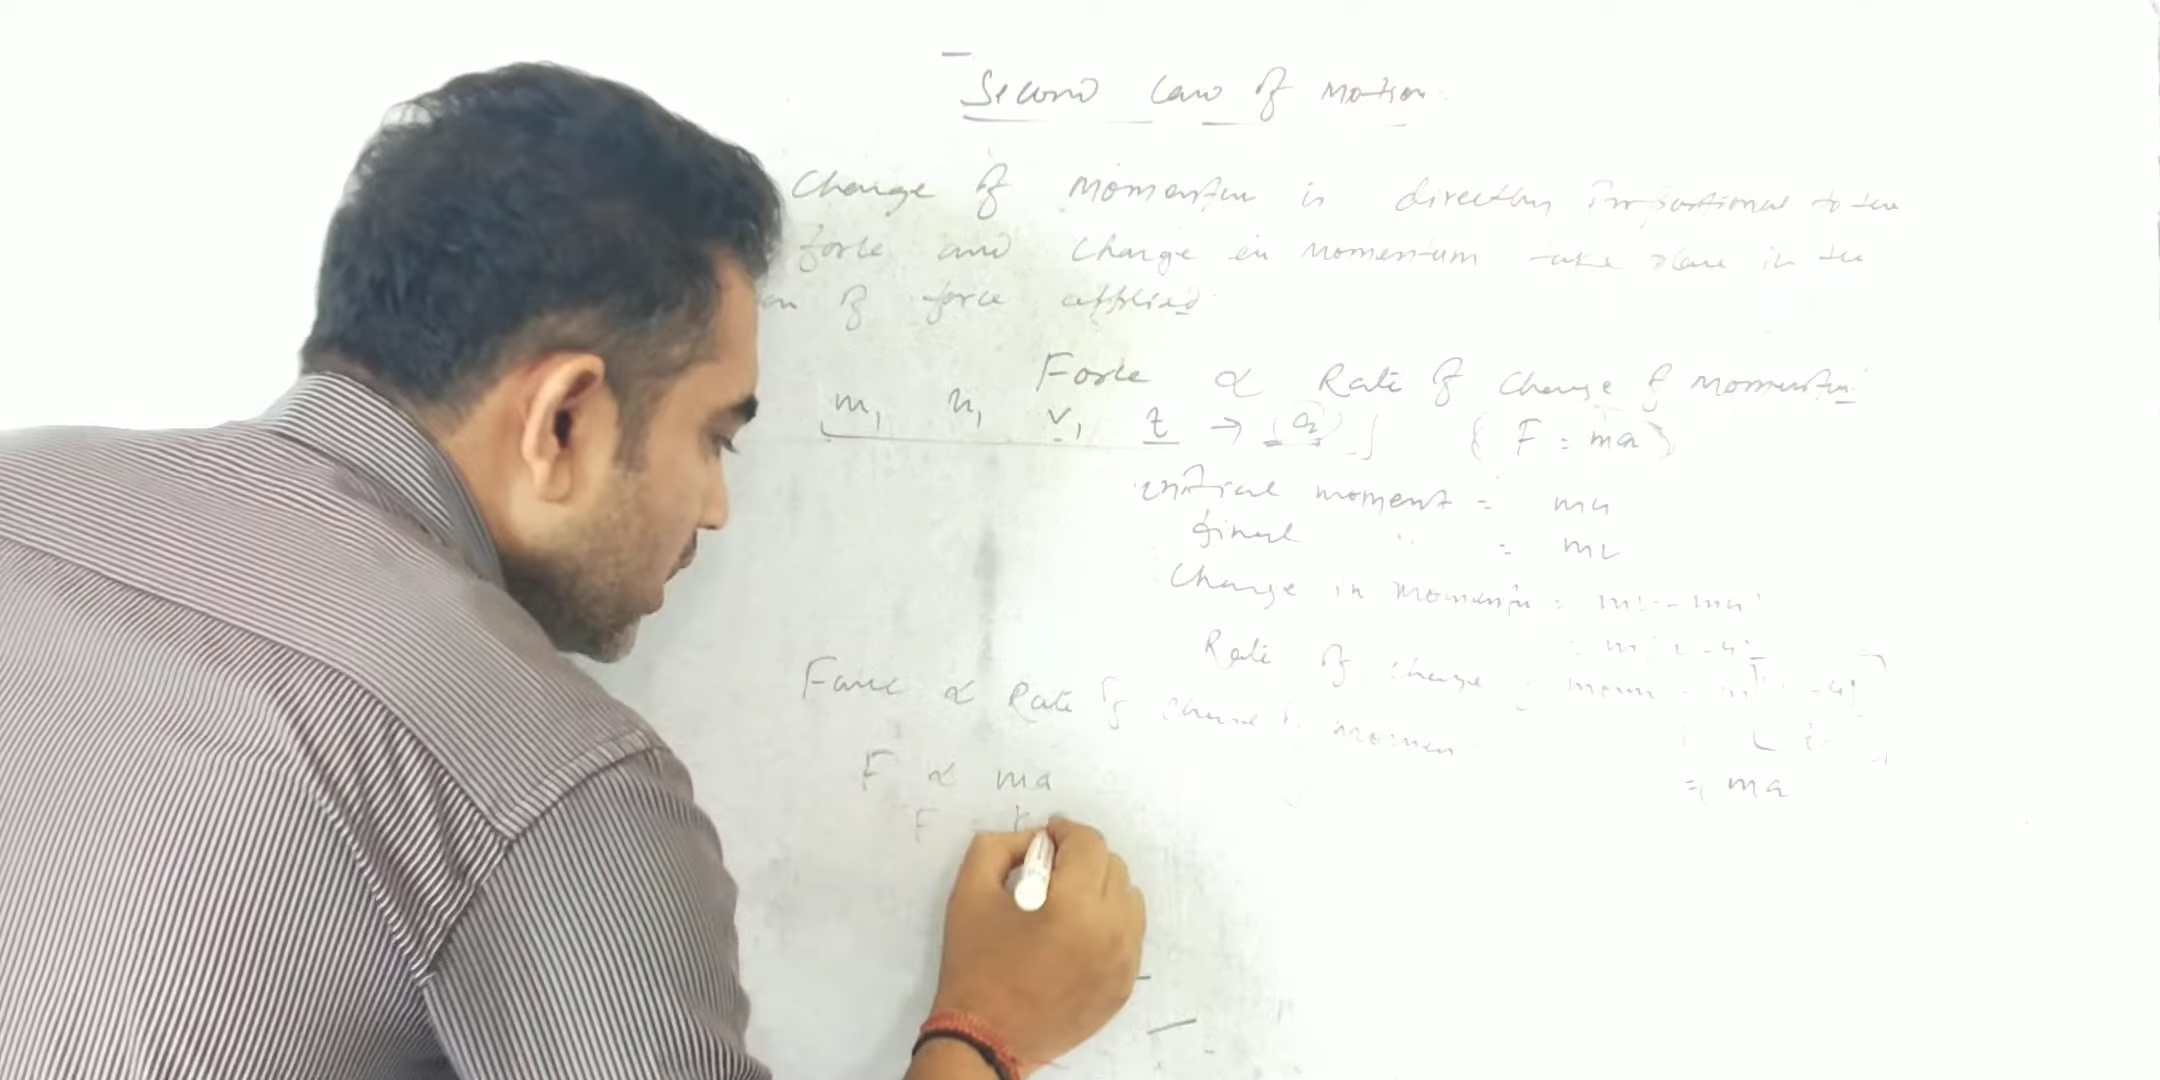 Second Law of Motion
Change of momentum is directly proportional to the
force and change in momentum take place in the
of force applied
Force ∝ Rate of change of momentum
m, u, v, t → (a) (F = ma)
initial moment = mu
final " = mv
Change in momentum = mv - mu
= m v - u
Rate of change
Force ∝ Rate of change of momen
F ∝ ma
= ma
F k